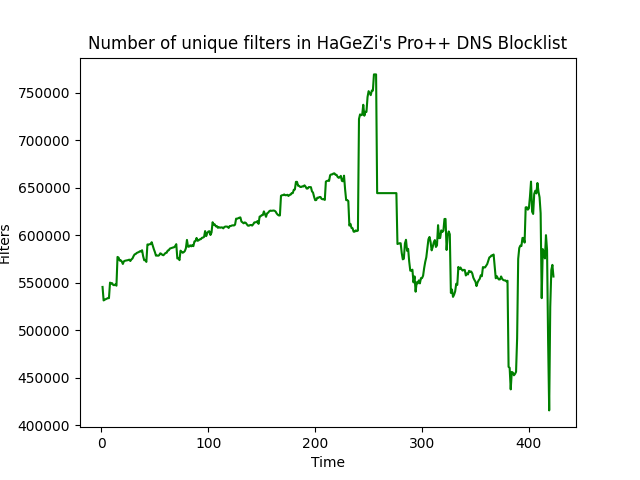 Number of unique filters in HaGeZi's Pro++ DNS Blocklist
750000
700000
650000
600000
550000
500000
450000
400000
Filters
0 100 200 300 400
Time